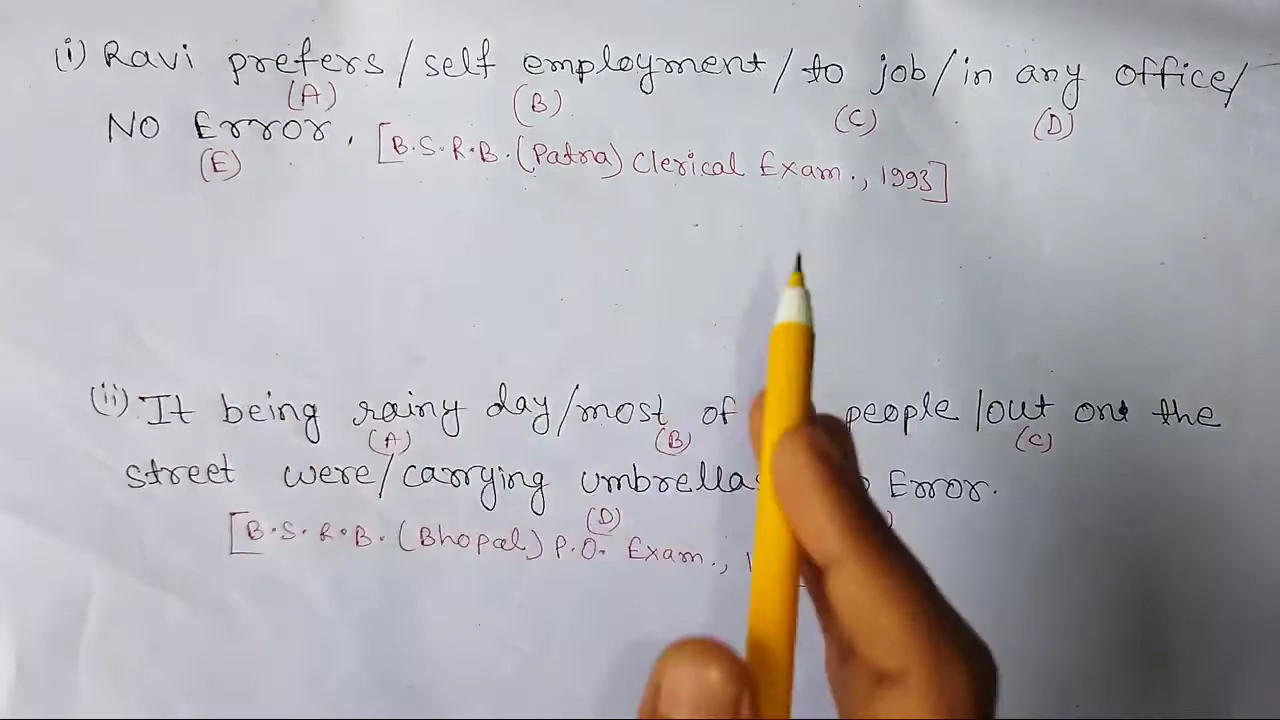 (i) Ravi prefers / self employment / to job / in any office /
(A) (B) (C) (D)
No Error. [B.S.R.B. (Patna) Clerical Exam., 1993]
(E)
(ii) It being rainy day / most of people / out on the
(A) (B) (C)
street were / carrying umbrella Error.
(D)
[B.S.R.B. (Bhopal) P.O. Exam.,